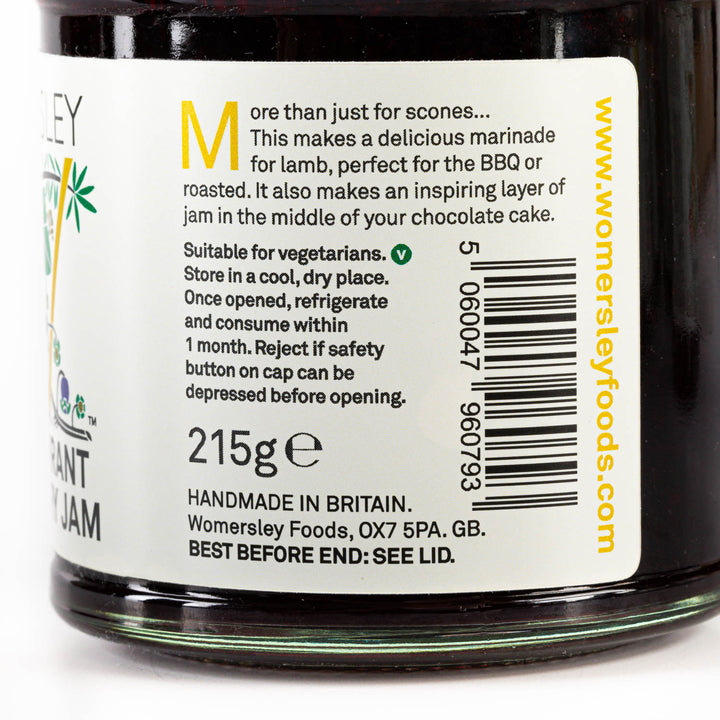 SLEY
RANT
Y JAM
TM
More than just for scones...
This makes a delicious marinade
for lamb, perfect for the BBQ or
roasted. It also makes an inspiring layer of
jam in the middle of your chocolate cake.
Suitable for vegetarians. V
Store in a cool, dry place.
Once opened, refrigerate
and consume within
1 month. Reject if safety
button on cap can be
depressed before opening.
215g e
HANDMADE IN BRITAIN.
Womersley Foods, OX7 5PA. GB.
BEST BEFORE END: SEE LID.
5 060047 960793
www.womersleyfoods.com